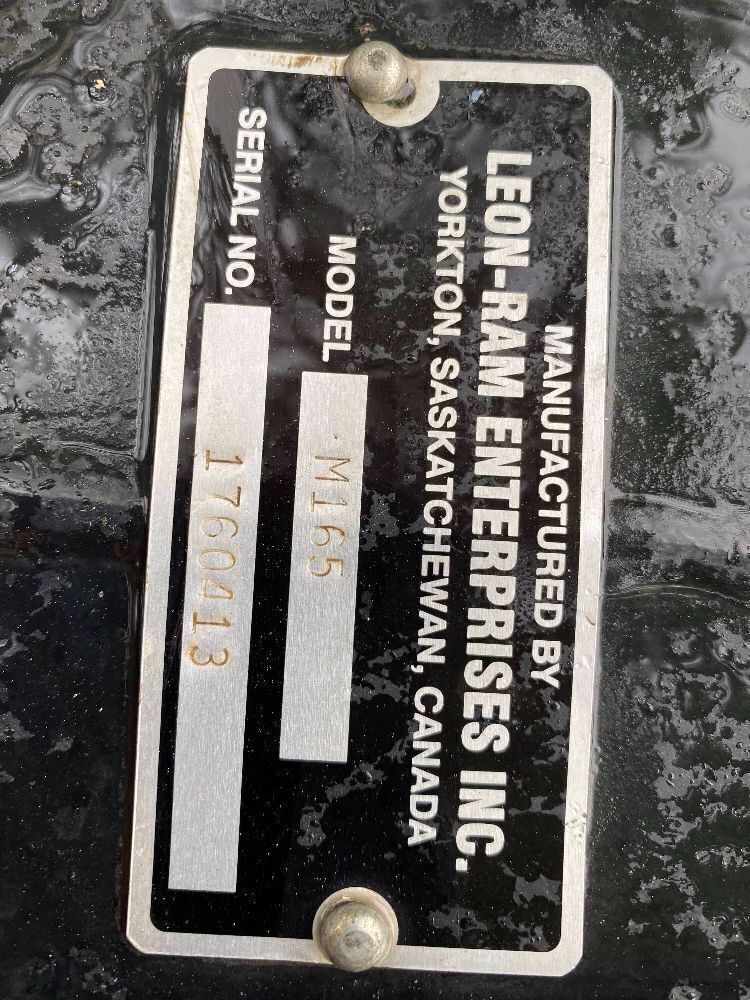 MANUFACTURED BY
LEON-RAM ENTERPRISES INC.
YORKTON, SASKATCHEWAN, CANADA
MODEL M165
SERIAL NO. 1760413